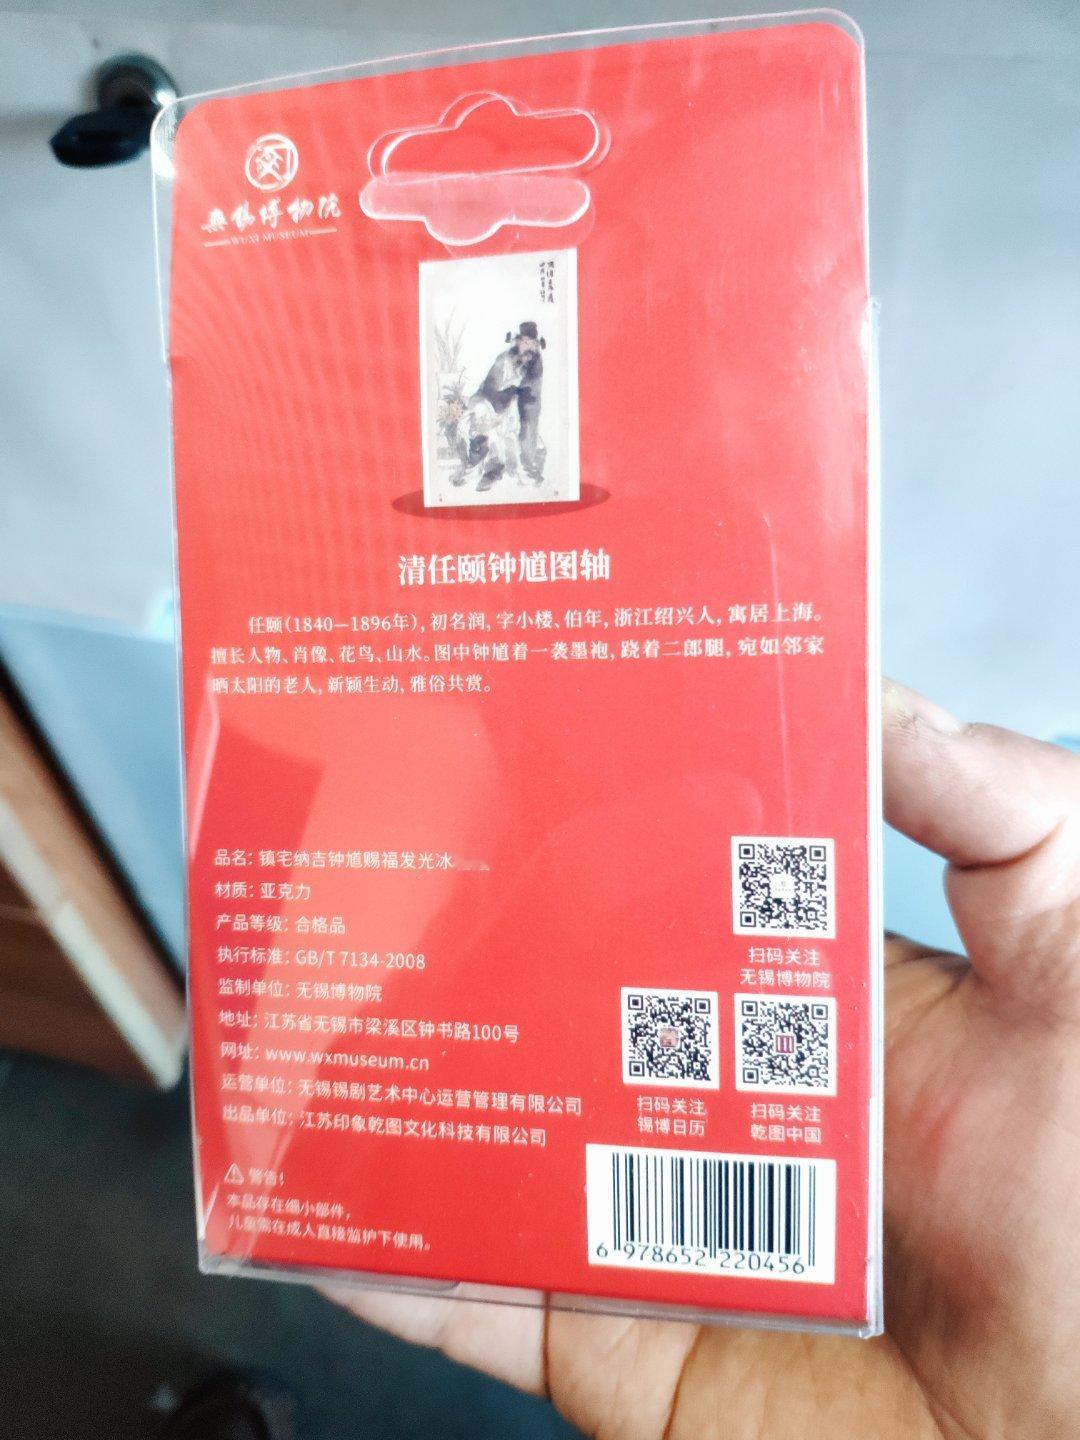 無錫博物院
WUXI MUSEUM
清任颐钟馗图轴
任颐(1840—1896年),初名润,字小楼、伯年,浙江绍兴人,寓居上海。
擅长人物、肖像、花鸟、山水。图中钟馗着一袭墨袍,跷着二郎腿,宛如邻家
晒太阳的老人,新颖生动,雅俗共赏。
品名: 镇宅纳吉钟馗赐福发光冰
材质: 亚克力
产品等级: 合格品
执行标准: GB/T 7134-2008
监制单位: 无锡博物院
地址: 江苏省无锡市梁溪区钟书路100号
网址: www.wxmuseum.cn
运营单位: 无锡锡剧艺术中心运营管理有限公司
出品单位: 江苏印象乾图文化科技有限公司
扫码关注
无锡博物院
扫码关注
锡博日历
扫码关注
乾图中国
警告!
本品存在细小部件,
儿童需在成人直接监护下使用。
6 978652 220456